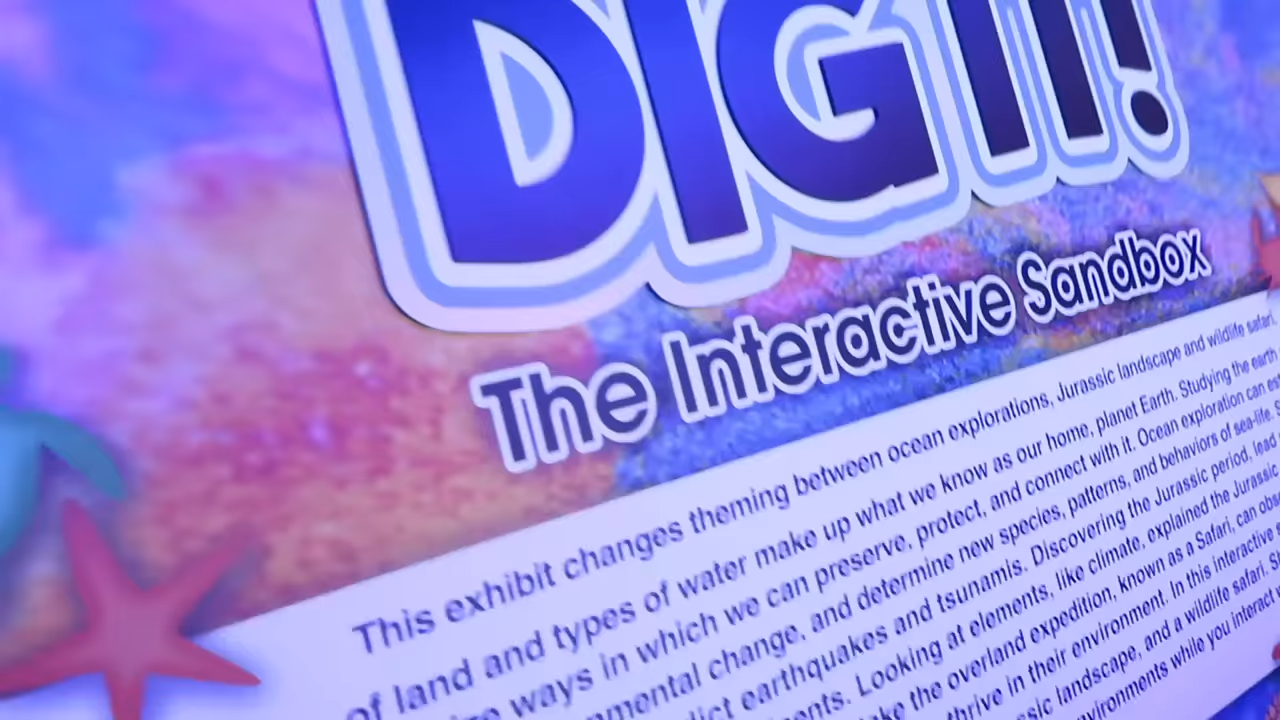 DIG IT!
The Interactive Sandbox
This exhibit changes theming between ocean explorations, Jurassic landscape and wildlife safari.
of land and types of water make up what we know as our home, planet Earth. Studying the earth
ways in which we can preserve, protect, and connect with it. Ocean exploration can
change, and determine new species, patterns, and behaviors of sea-life.
earthquakes and tsunamis. Discovering the Jurassic period, lead
Looking at elements, like climate, explained the Jurassic
the overland expedition, known as a Safari, can
thrive in their environment. In this interactive
landscape, and a wildlife safari.
environments while you interact